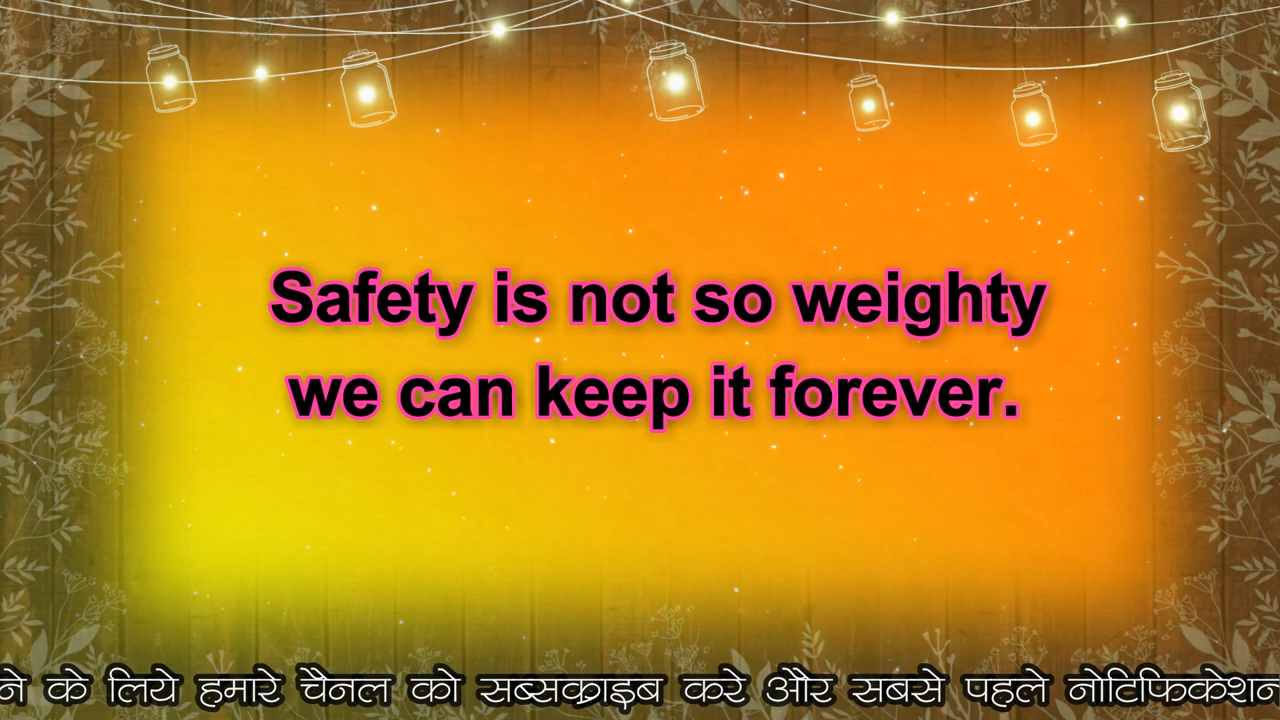 Safety is not so weighty
we can keep it forever.
ने के लिये हमारे चैनल को सब्सक्राइब करे और सबसे पहले नोटिफिकेशन